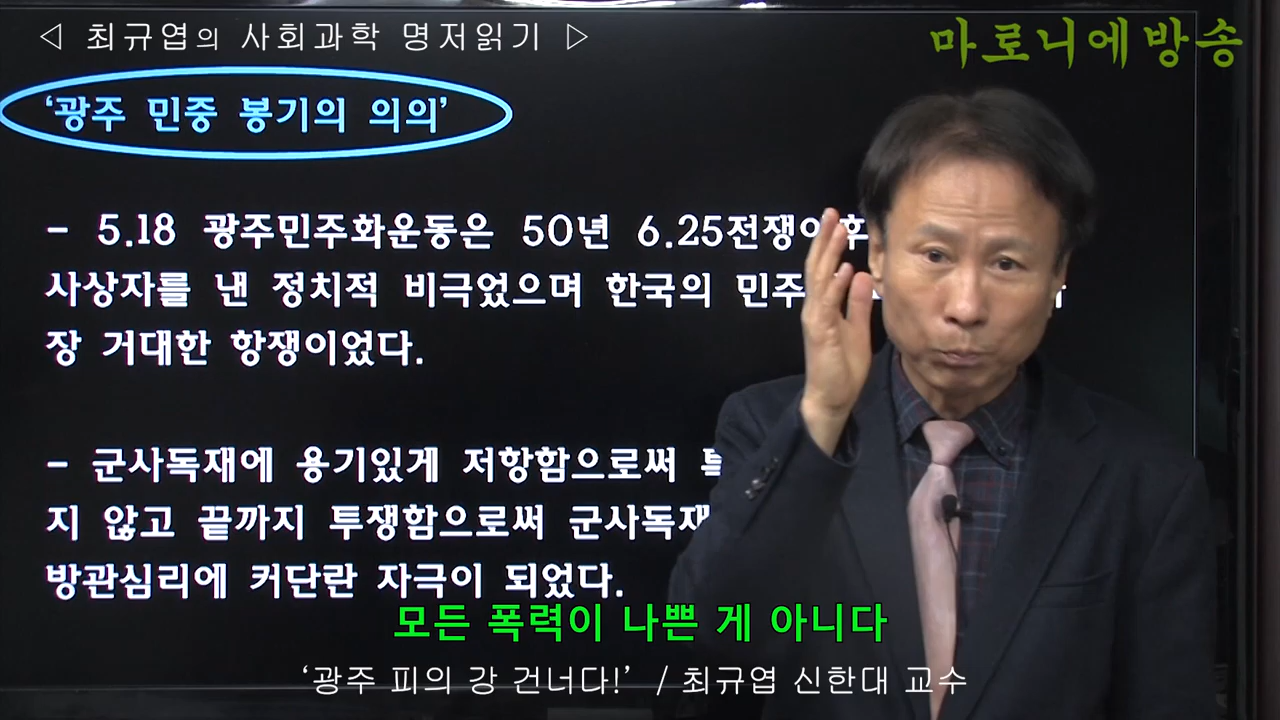 ◁ 최규엽의 사회과학 명저읽기 ▷
마로니에방송
‘광주 민중 봉기의 의의’
- 5.18 광주민주화운동은 50년 6.25전쟁이후
사상자를 낸 정치적 비극었으며 한국의 민주
장 거대한 항쟁이었다.
- 군사독재에 용기있게 저항함으로써
지 않고 끝까지 투쟁함으로써 군사독재
방관심리에 커단란 자극이 되었다.
모든 폭력이 나쁜 게 아니다
‘광주 피의 강 건너다!’ / 최규엽 신한대 교수